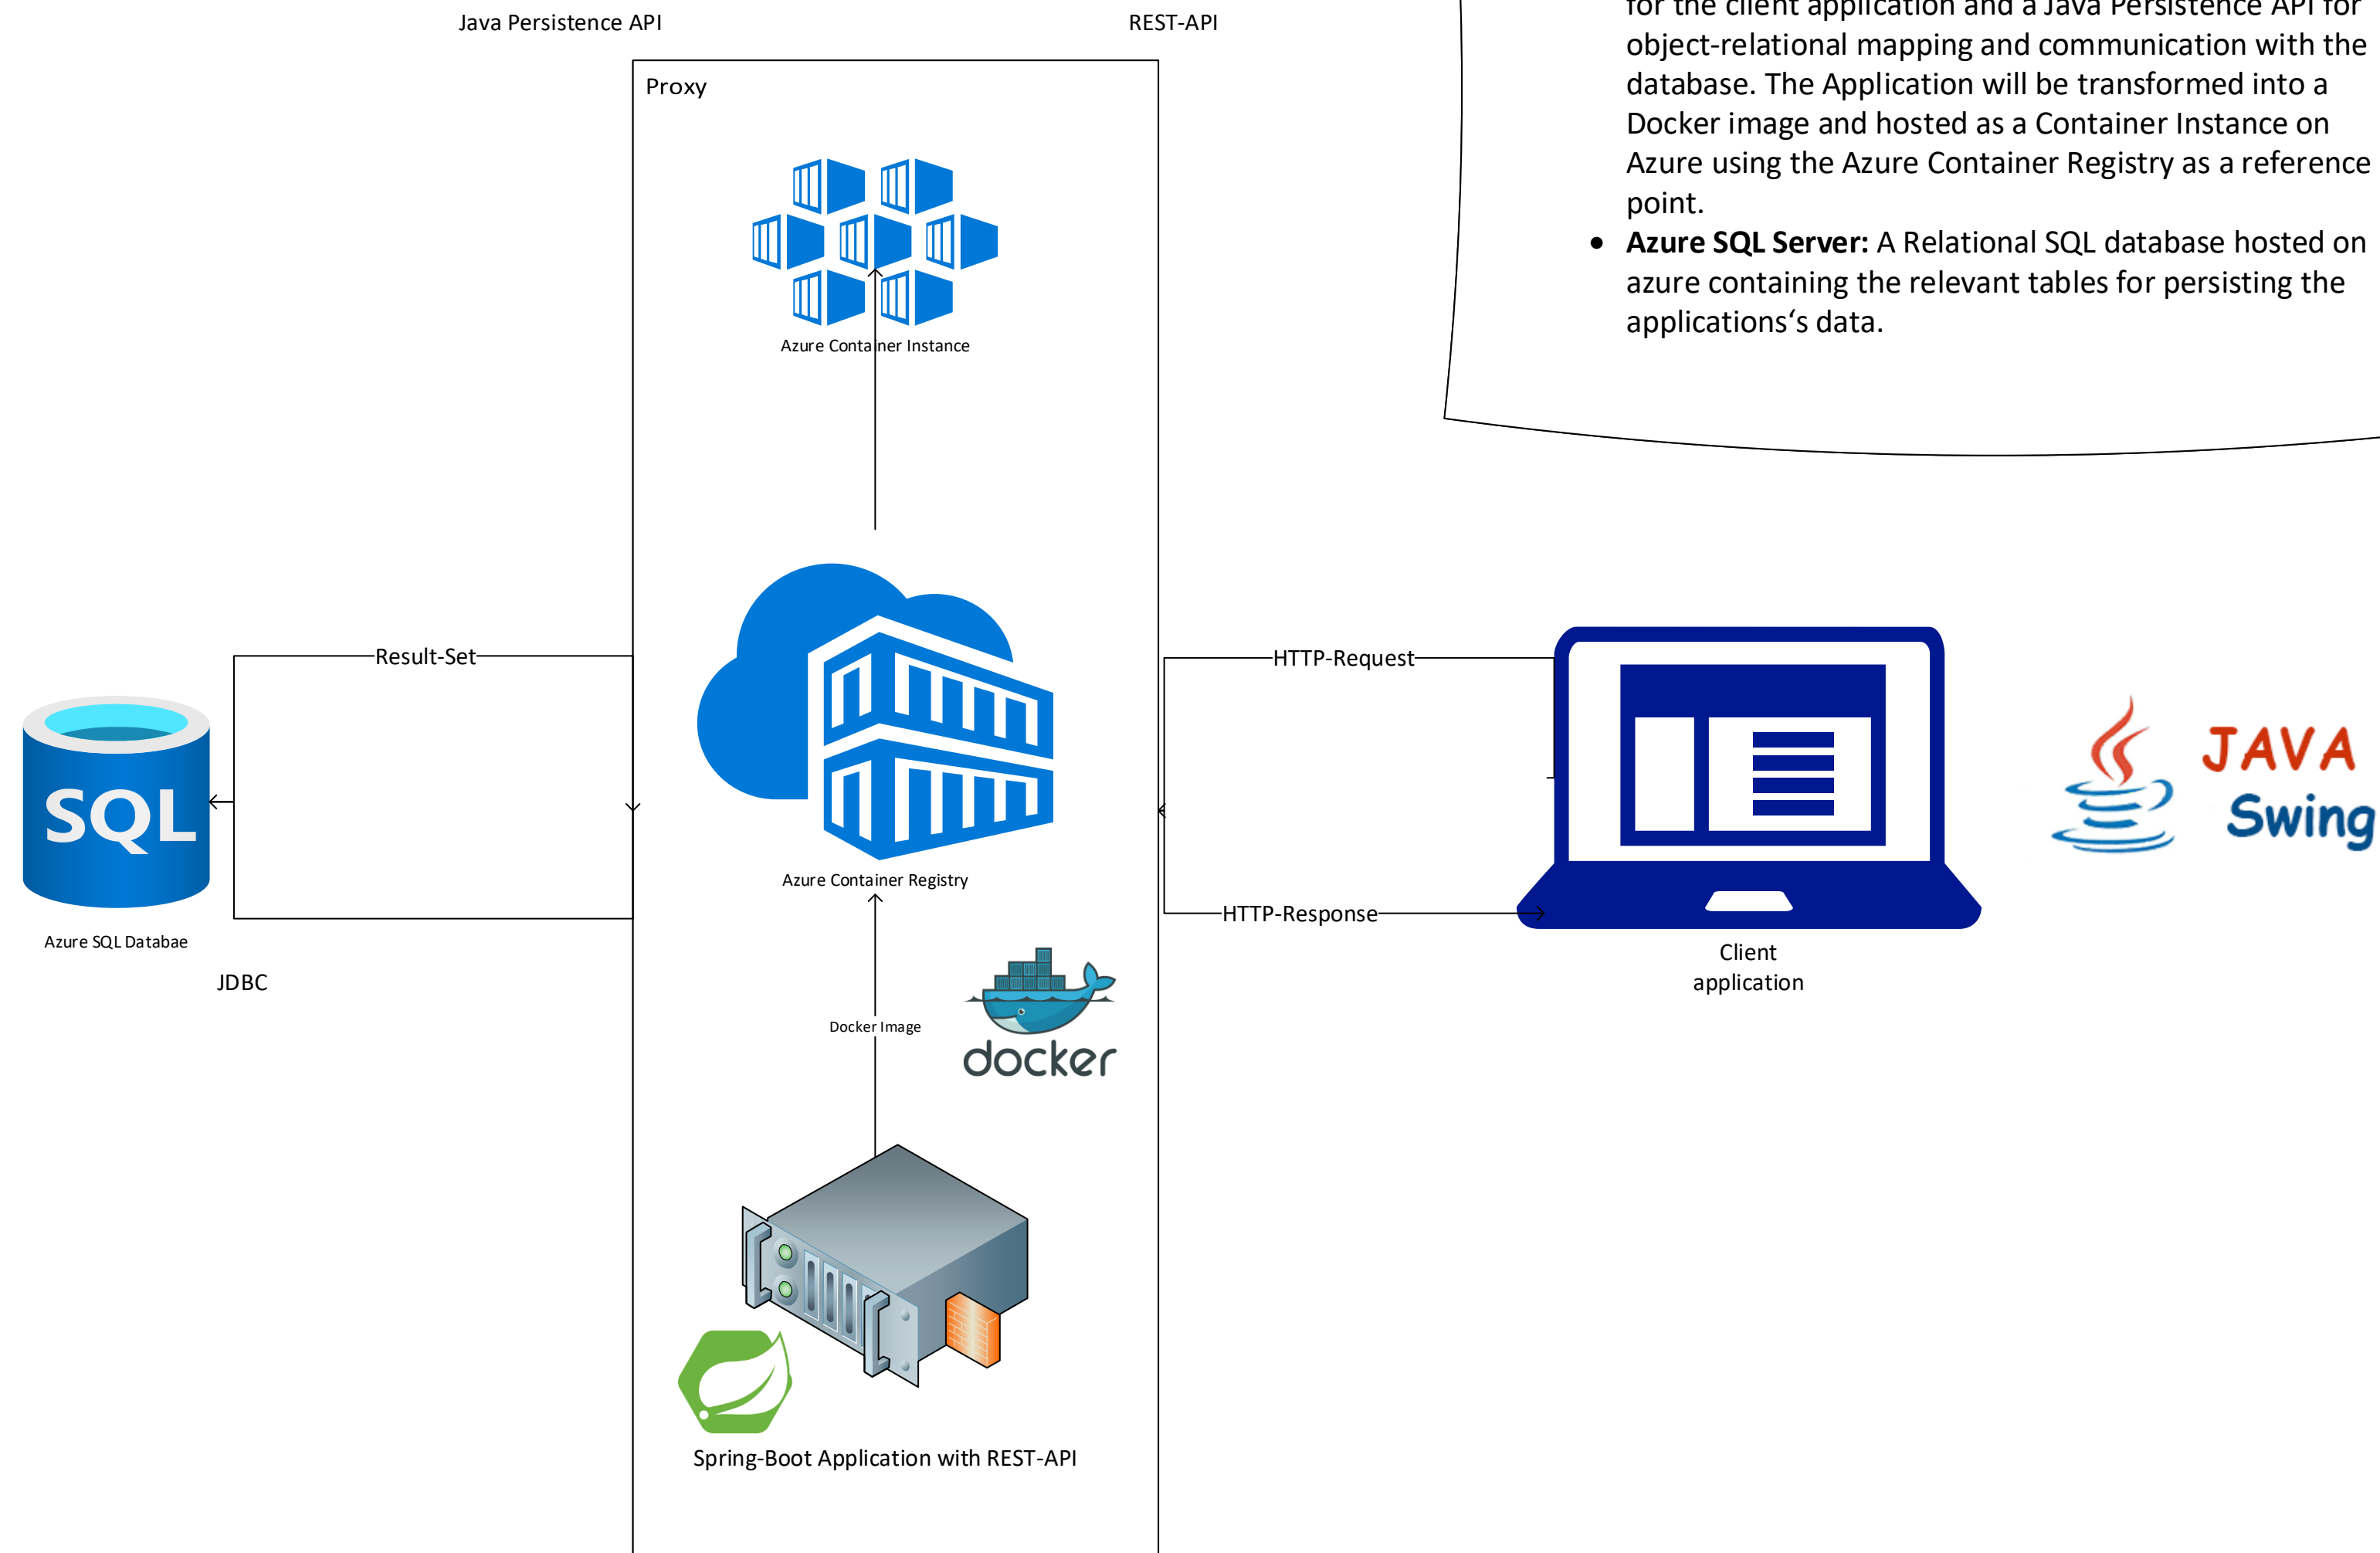 Java Persistence API
REST-API
for the client application and a Java Persistence API for
object-relational mapping and communication with the
database. The Application will be transformed into a
Docker image and hosted as a Container Instance on
Azure using the Azure Container Registry as a reference
point.
• Azure SQL Server: A Relational SQL database hosted on
azure containing the relevant tables for persisting the
applications‘s data.
Proxy
Azure Container Instance
Result-Set
HTTP-Request
SQL
JAVA
Swing
Azure Container Registry
HTTP-Response
Azure SQL Databae
JDBC
Client
application
Docker Image
docker
Spring-Boot Application with REST-API